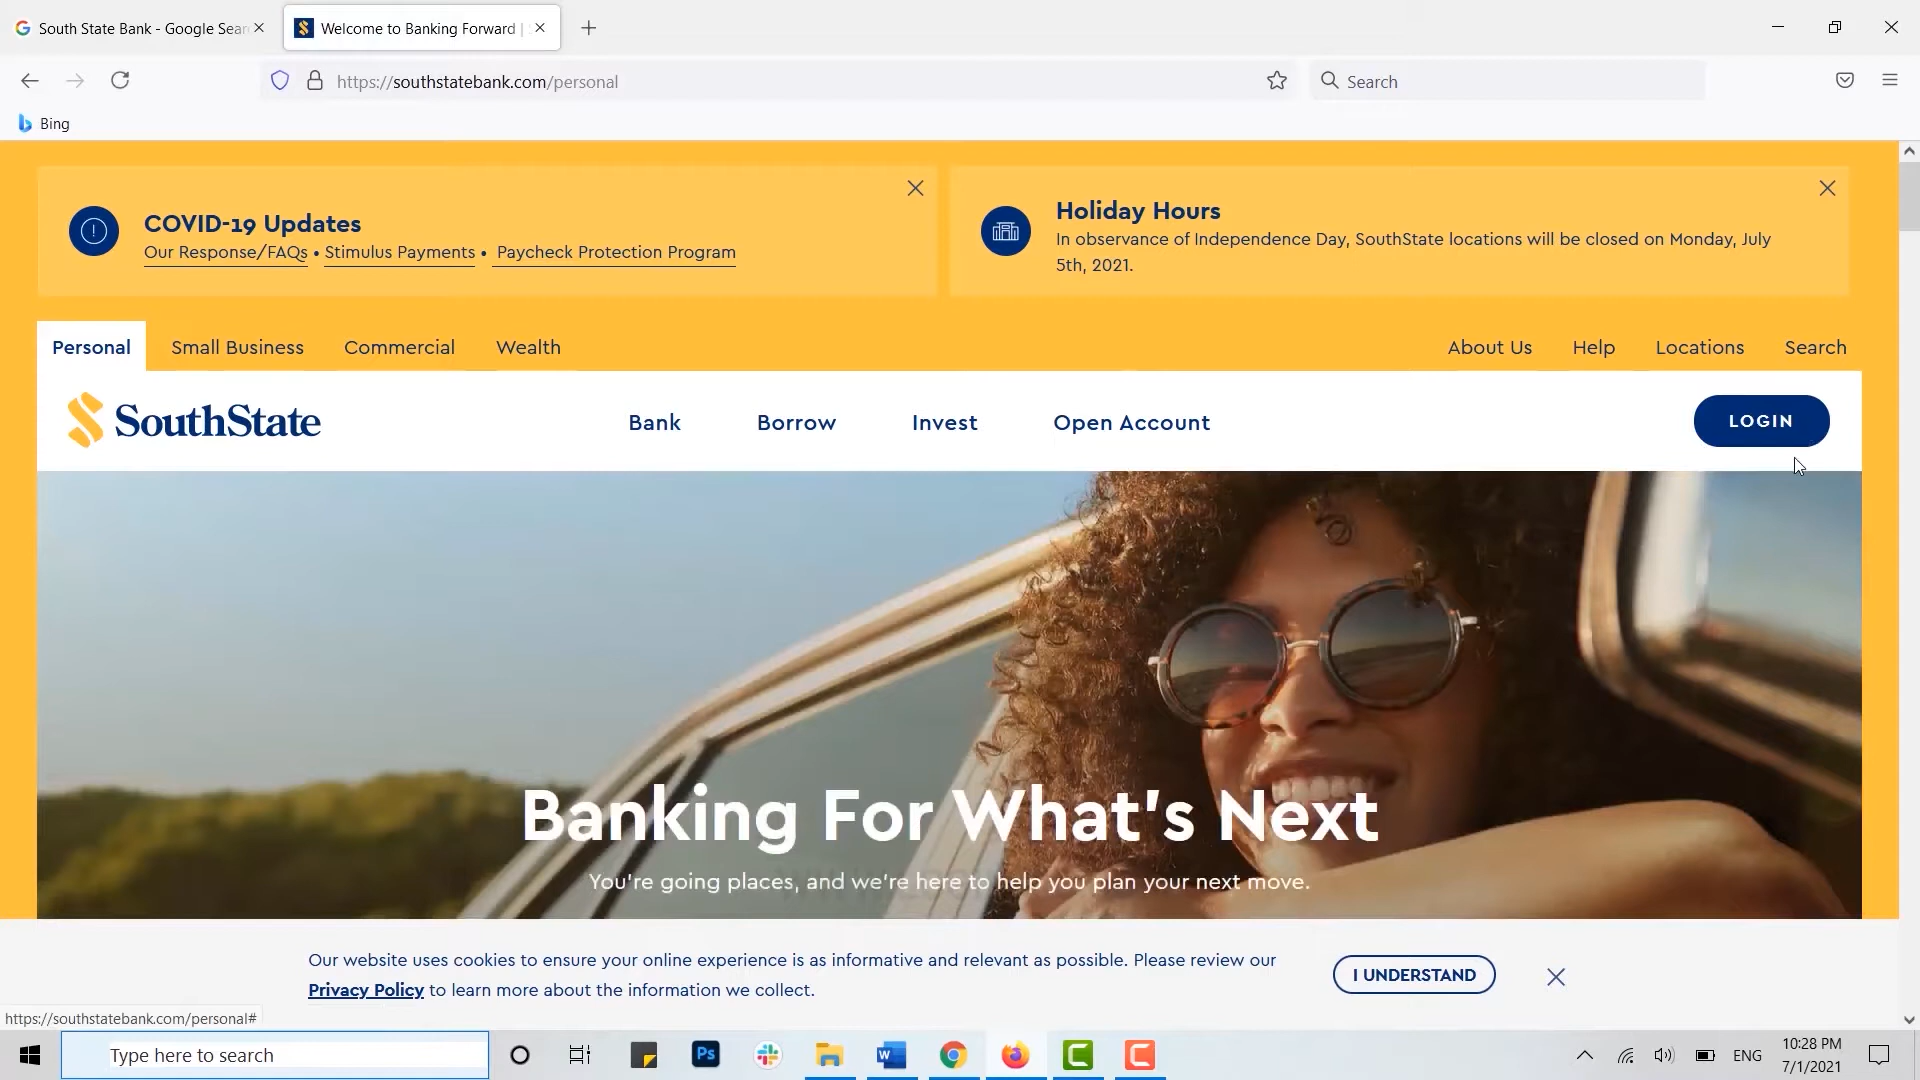 South State Bank - Google Sear
Welcome to Banking Forward |
https://southstatebank.com/personal
Search
Bing
COVID-19 Updates
Our Response/FAQs • Stimulus Payments • Paycheck Protection Program
Holiday Hours
In observance of Independence Day, SouthState locations will be closed on Monday, July
5th, 2021.
Personal Small Business Commercial Wealth About Us Help Locations Search
SouthState Bank Borrow Invest Open Account LOGIN
Banking For What's Next
You're going places, and we're here to help you plan your next move.
Our website uses cookies to ensure your online experience is as informative and relevant as possible. Please review our
Privacy Policy to learn more about the information we collect.
I UNDERSTAND
https://southstatebank.com/personal#
Type here to search
Ps
W
ENG
10:28 PM
7/1/2021